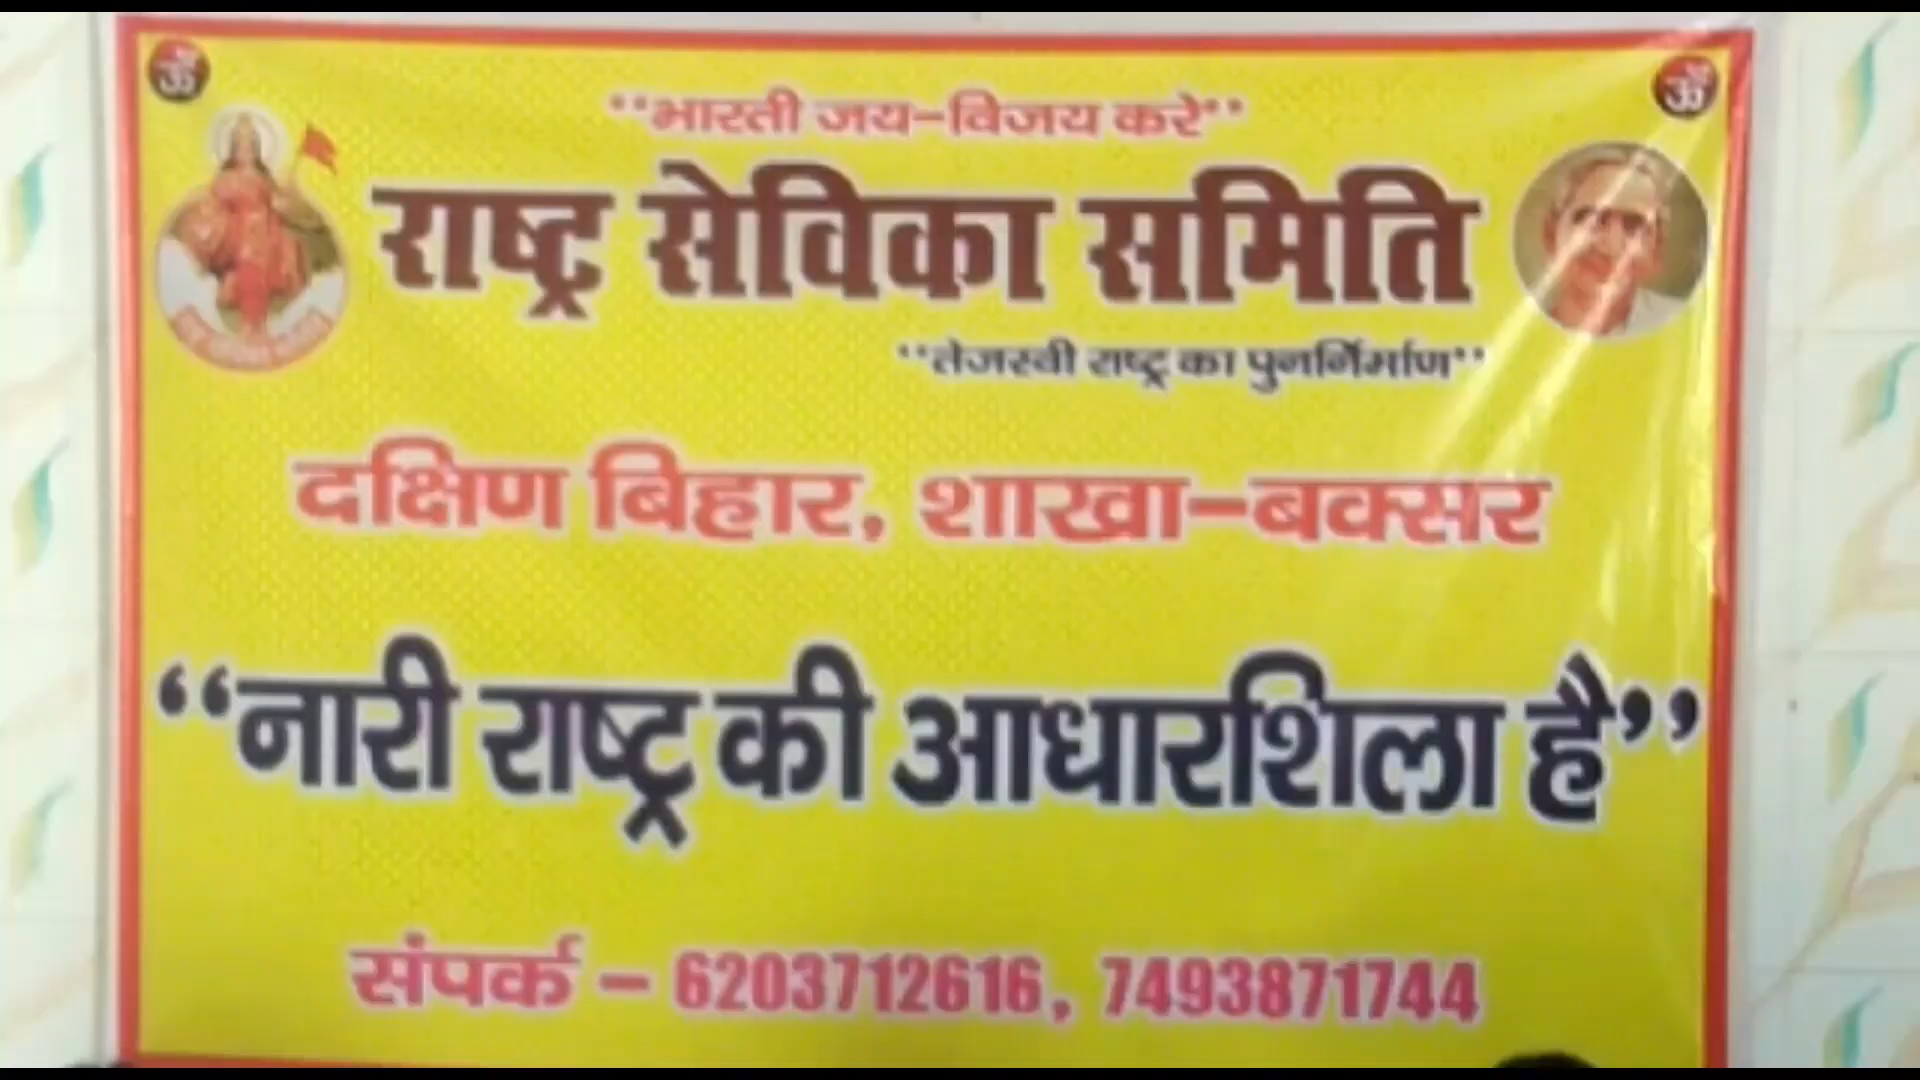 ॐ ॐ
"भारती जय-विजय करे"
राष्ट्र सेविका समिति
"तेजस्वी राष्ट्र का पुनर्निर्माण"
दक्षिण बिहार, शाखा-बक्सर
"नारी राष्ट्र की आधारशिला है"
संपर्क - 6203712616, 7493871744